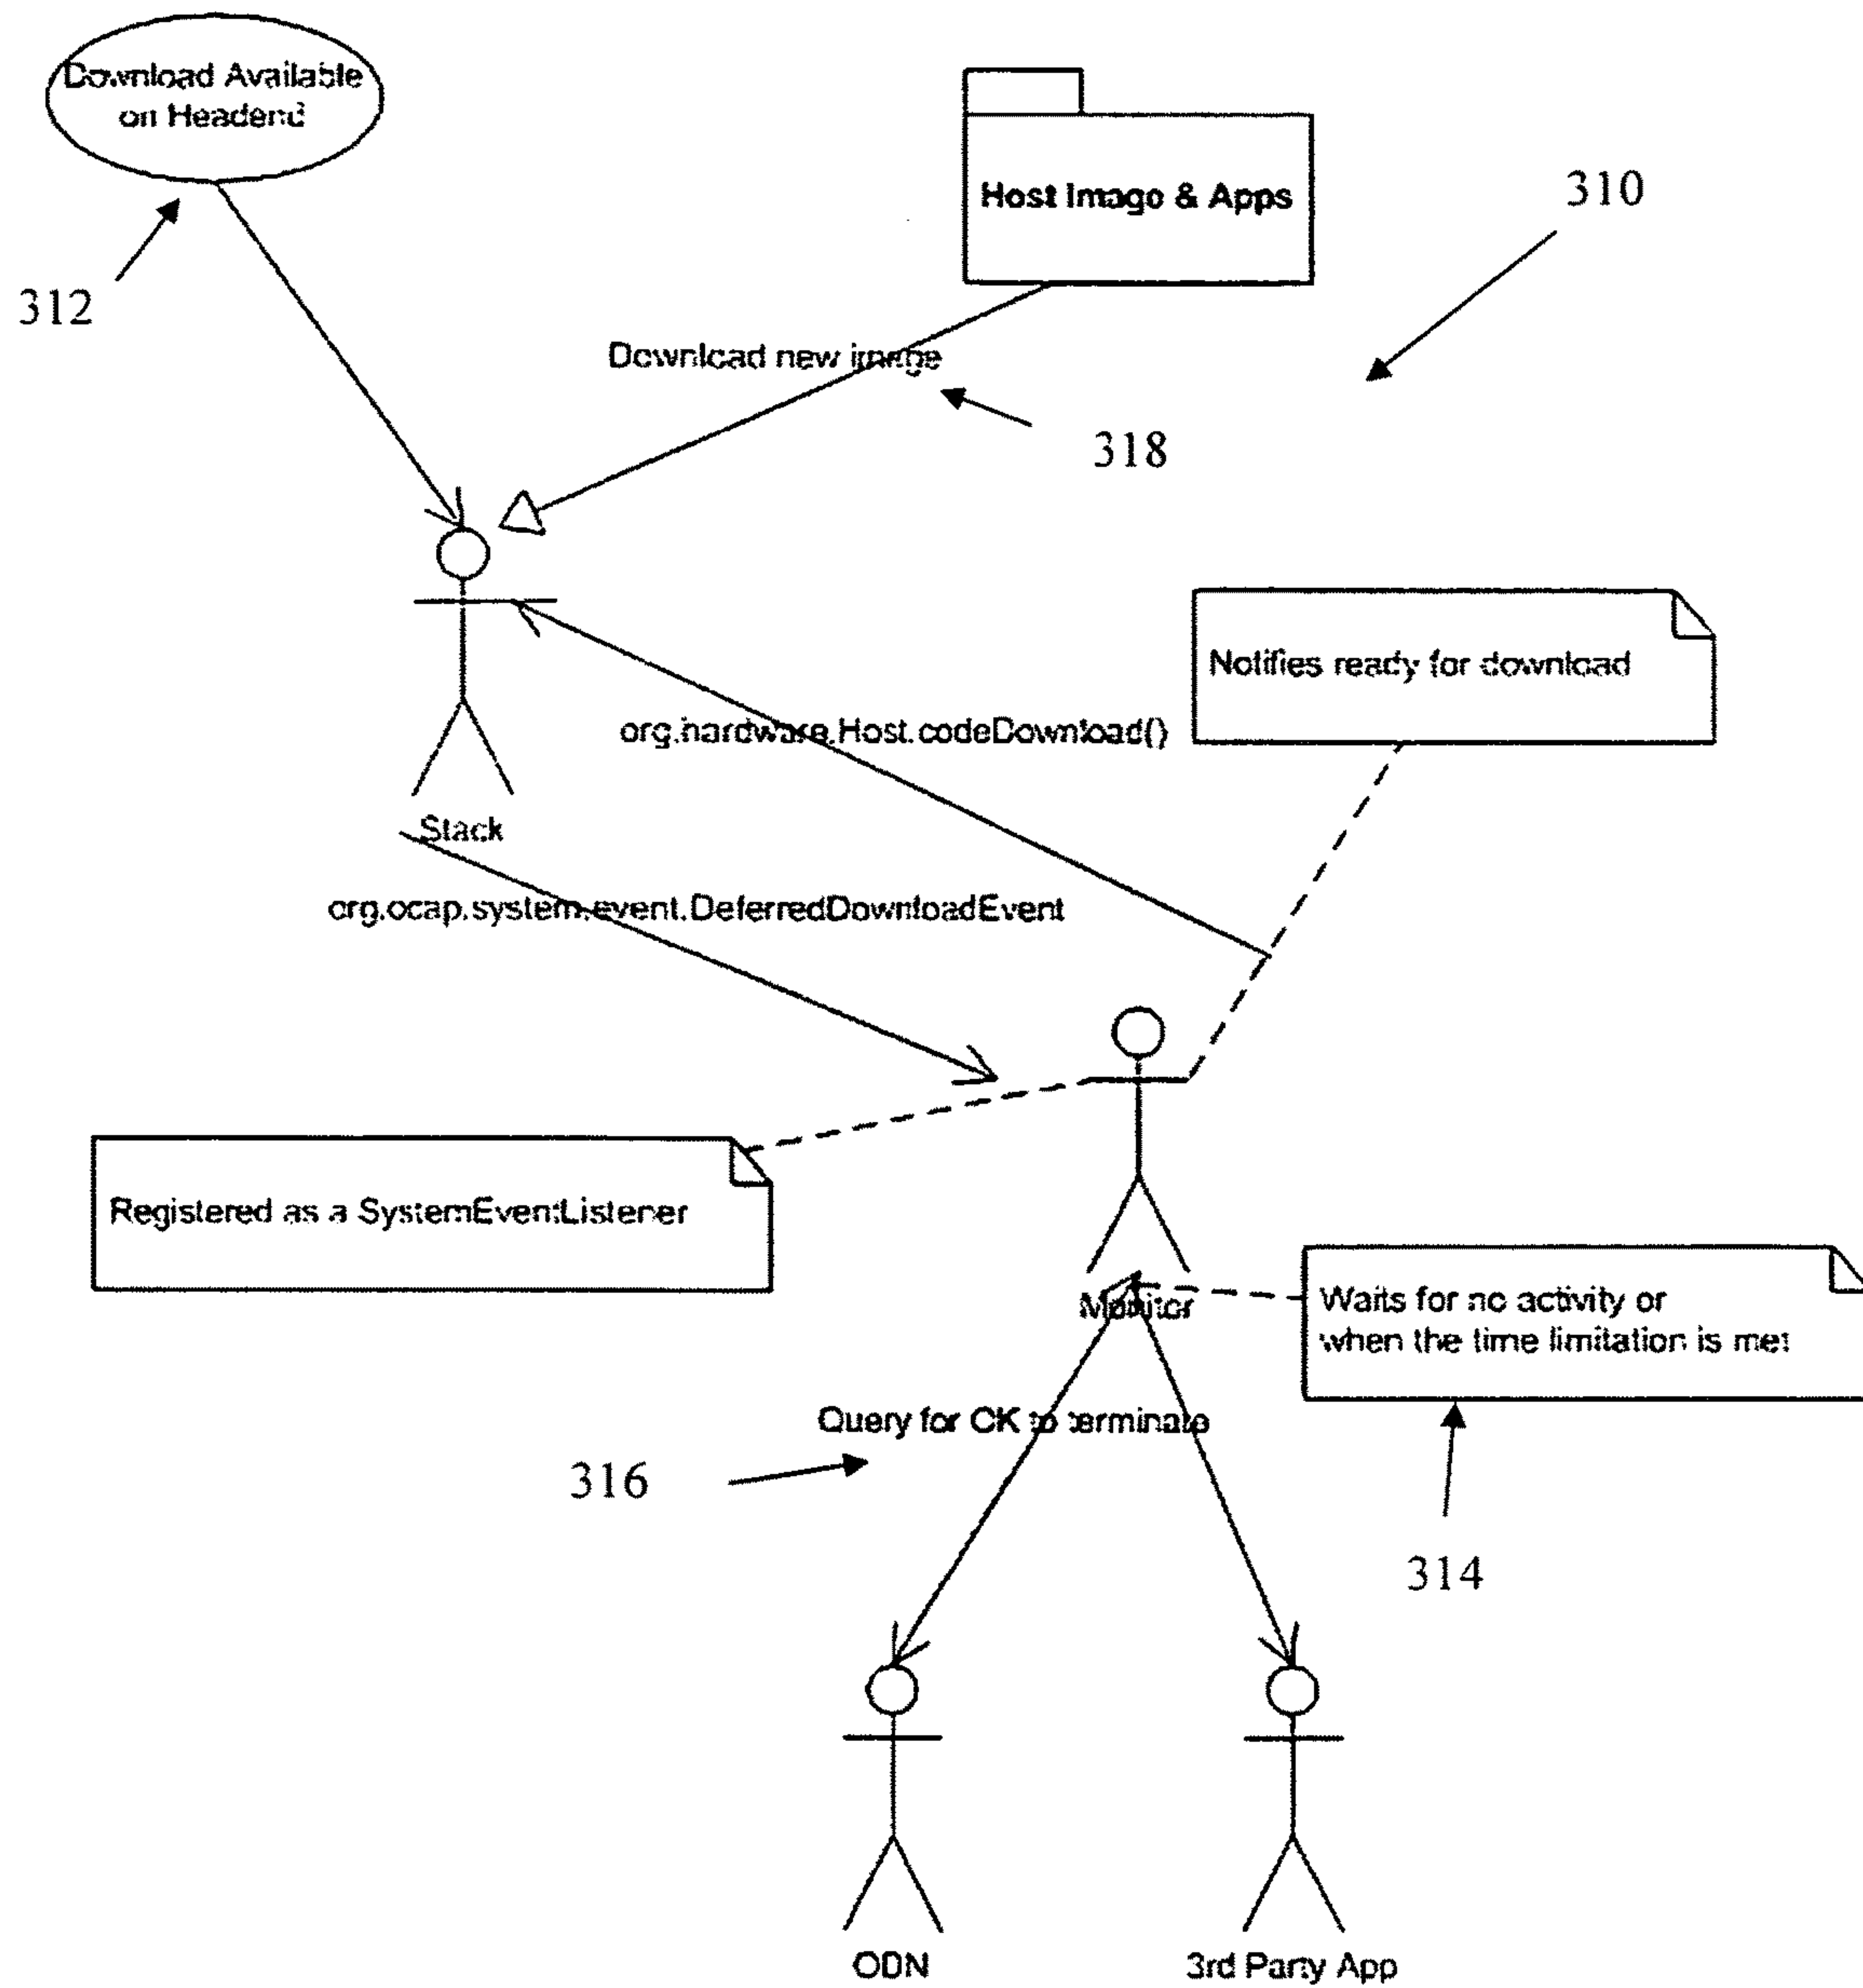 Download Available
on Headend
312
Host Image & Apps
310
Download new image
318
Notifies ready for download
org.hardware.Host.codeDownload()
Stack
org.ocap.system.event.DeferredDownloadEvent
Registered as a SystemEventListener
Monitor
Waits for no activity or
when the time limitation is met
Query for OK to terminate
316
314
ODN
3rd Party App